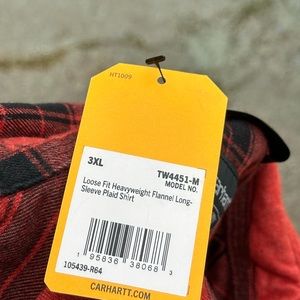 HT1009
3XL
TW4451-M
MODEL NO.
Loose Fit Heavyweight Flannel Long-
Sleeve Plaid Shirt
1 95836 38068 3
105439-R64
CARHARTT.COM